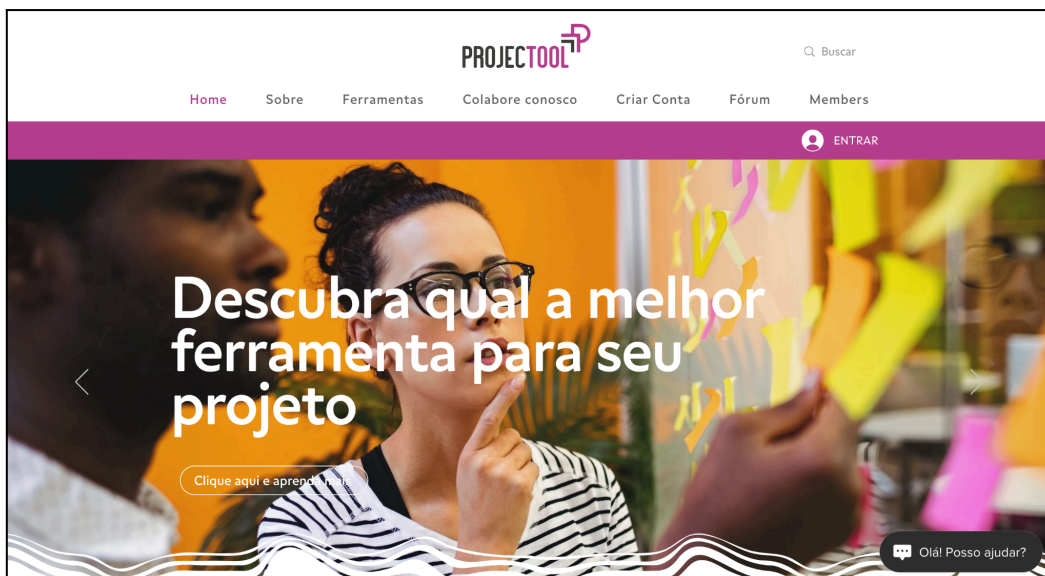 PROJECTOOL
Buscar
Home Sobre Ferramentas Colabore conosco Criar Conta Fórum Members
ENTRAR
Descubra qual a melhor
ferramenta para seu
projeto
Clique aqui e aprenda mais
Olá! Posso ajudar?